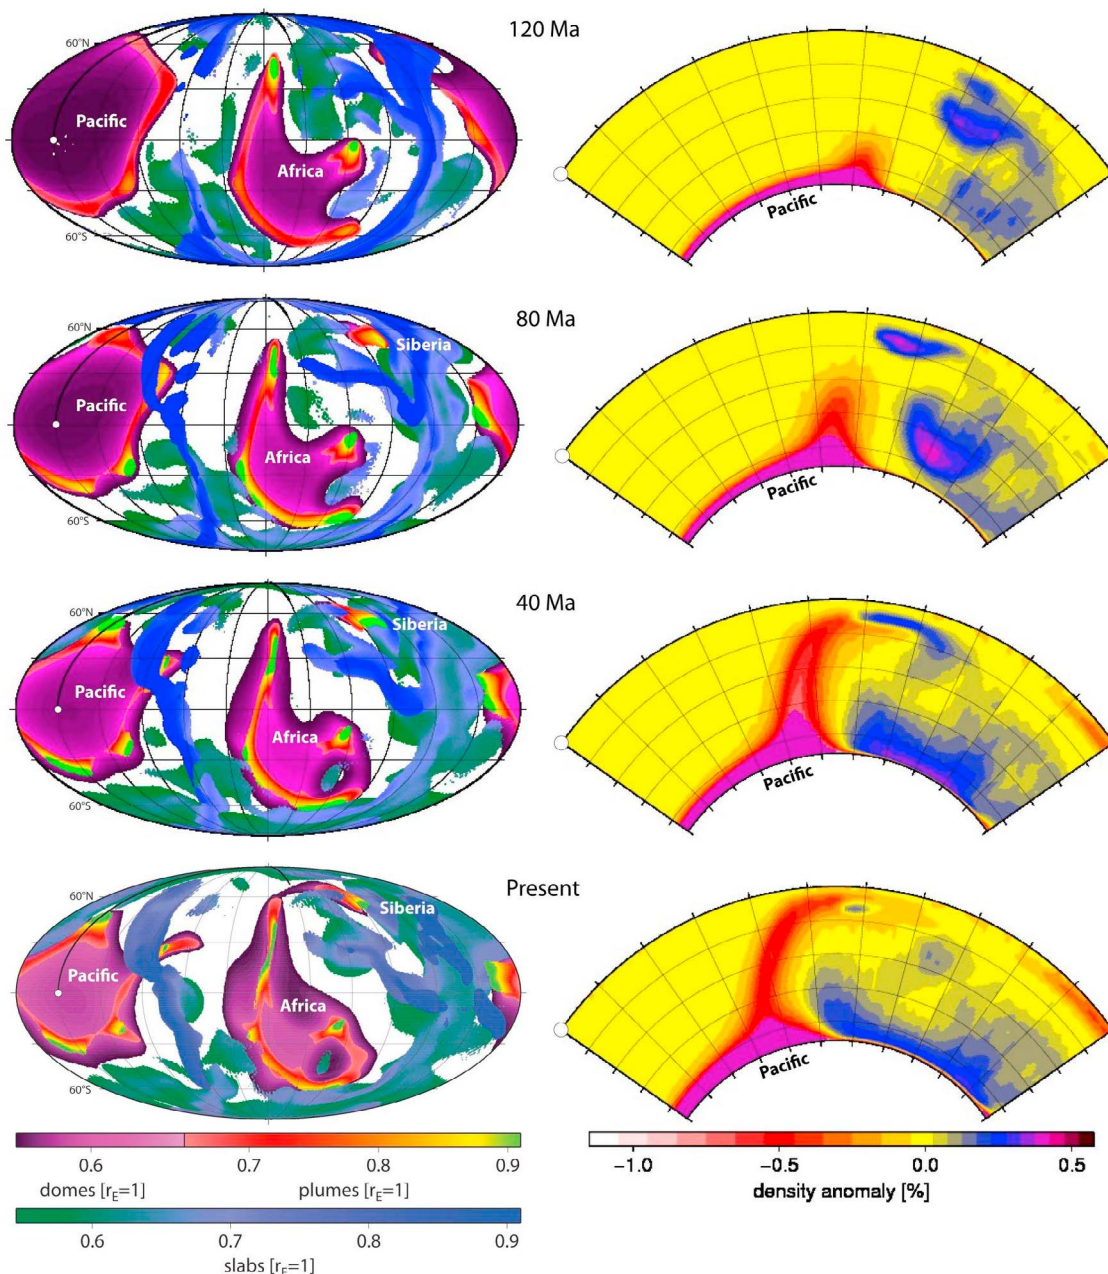 120 Ma
60°N
Pacific
Africa
60°S
Pacific
80 Ma
60°N
Siberia
Pacific
Africa
60°S
Pacific
40 Ma
60°N
Siberia
Pacific
Africa
60°S
Pacific
Present
60°N
Siberia
Pacific
Africa
60°S
Pacific
0.6 0.7 0.8 0.9
domes [rE=1] plumes [rE=1]
0.6 0.7 0.8 0.9
slabs [rE=1]
−1.0 −0.5 0.0 0.5
density anomaly [%]